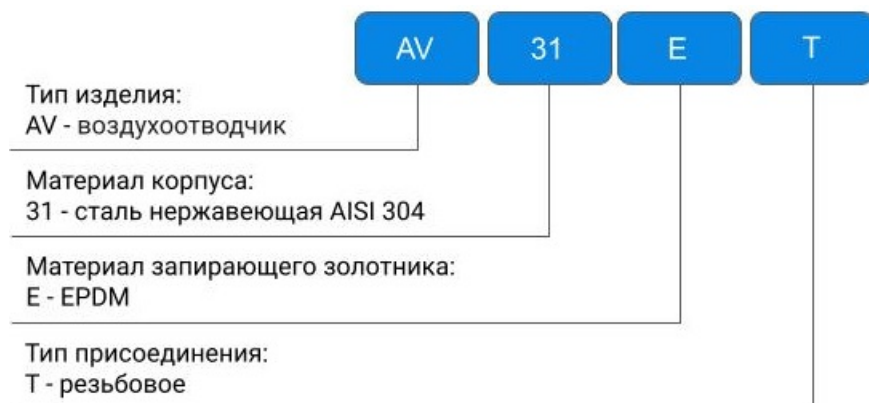 AV 31 E T
Тип изделия:
AV - воздухоотводчик
Материал корпуса:
31 - сталь нержавеющая AISI 304
Материал запирающего золотника:
E - EPDM
Тип присоединения:
T - резьбовое